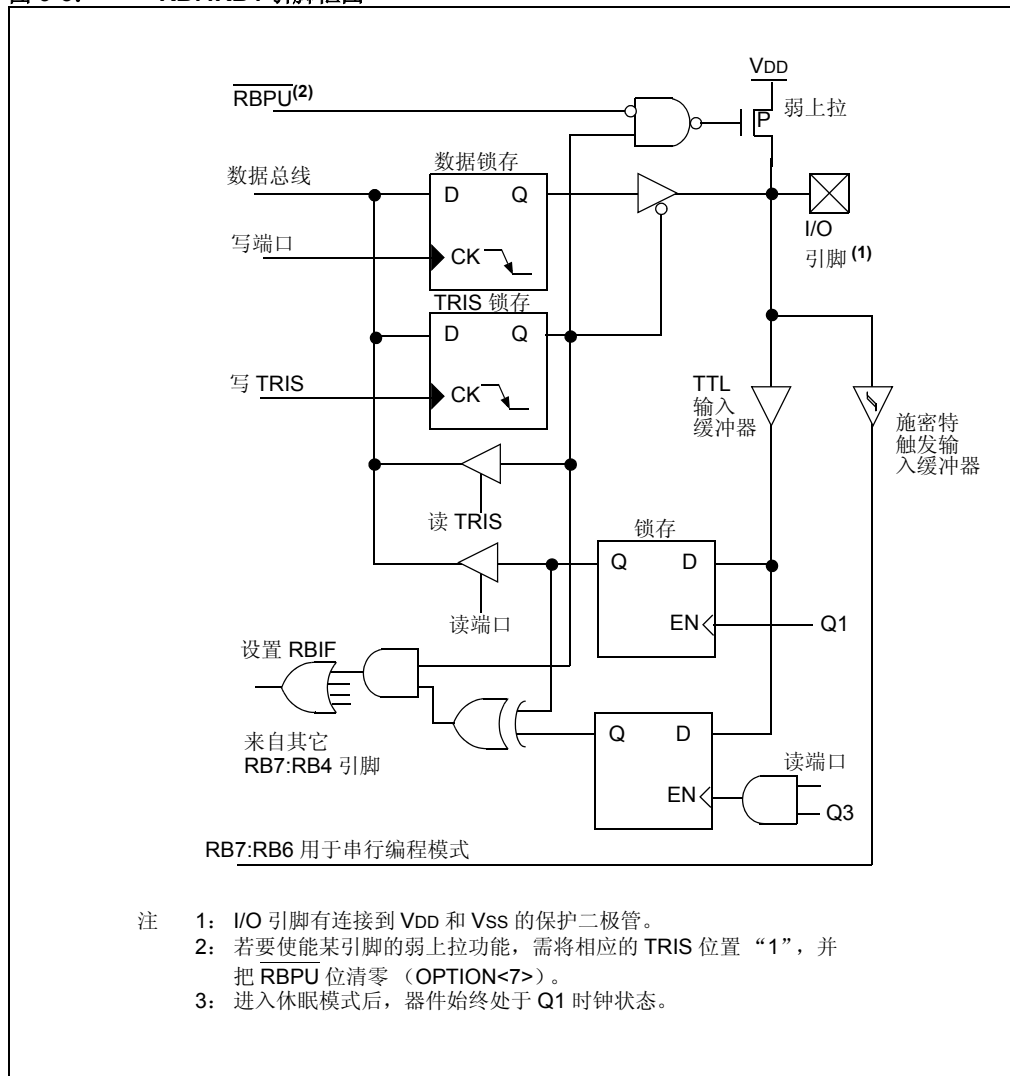 VDD
RBPU(2)
弱上拉
P
数据总线
数据锁存
D Q
写端口
CK
I/O
引脚 (1)
TRIS 锁存
D Q
写 TRIS
CK
TTL
输入
缓冲器
施密特
触发输
入缓冲器
读 TRIS
锁存
Q D
读端口
EN
Q1
设置 RBIF
来自其它
RB7:RB4 引脚
Q D
读端口
EN
Q3
RB7:RB6 用于串行编程模式
注 1： I/O 引脚有连接到 VDD 和 VSS 的保护二极管。
2： 若要使能某引脚的弱上拉功能，需将相应的 TRIS 位置 “1”，并
把 RBPU 位清零 （OPTION<7>）。
3： 进入休眠模式后，器件始终处于 Q1 时钟状态。